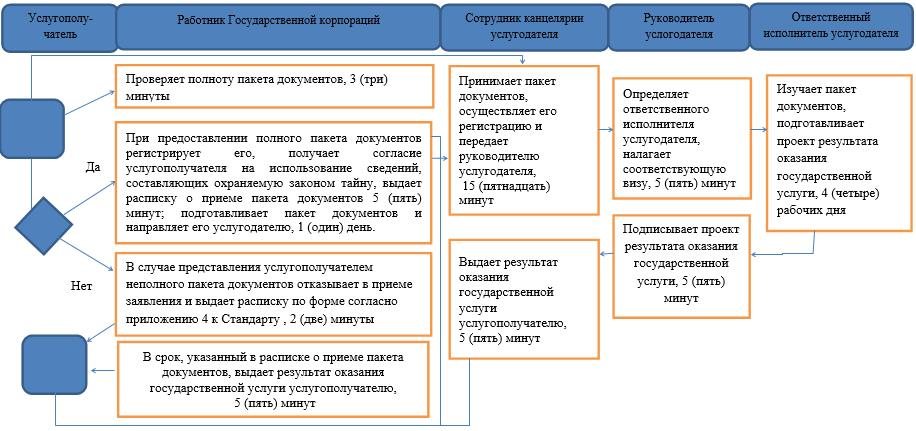 Услугополу-
чатель
Работник Государственной корпораций
Сотрудник канцелярии
услугодателя
Руководитель
услогодателя
Ответственный
исполнитель услугодателя
Проверяет полноту пакета документов, 3 (три)
минуты
Да
При предоставлении полного пакета документов
регистрирует его, получает согласие
услугополучателя на использование сведений,
составляющих охраняемую законом тайну, выдает
расписку о приеме пакета документов 5 (пять)
минут; подготавливает пакет документов и
направляет его услугодателю, 1 (один) день.
Нет
В случае представления услугополучателем
неполного пакета документов отказывает в приеме
заявления и выдает расписку по форме согласно
приложению 4 к Стандарту , 2 (две) минуты
В срок, указанный в расписке о приеме пакета
документов, выдает результат оказания
государственной услуги услугополучателю,
5 (пять) минут
Принимает пакет
документов,
осуществляет его
регистрацию и
передает
руководителю
услугодателя,
15 (пятнадцать)
минут
Выдает результат
оказания
государственной
услуги
услугополучателю,
5 (пять) минут
Определяет
ответственного
исполнителя
услугодателя,
налагает
соответствующую
визу, 5 (пять) минут
Подписывает проект
результата оказания
государственной
услуги, 5 (пять)
минут
Изучает пакет
документов,
подготавливает
проект результата
оказания
государственной
услуги, 4 (четыре)
рабочих дня